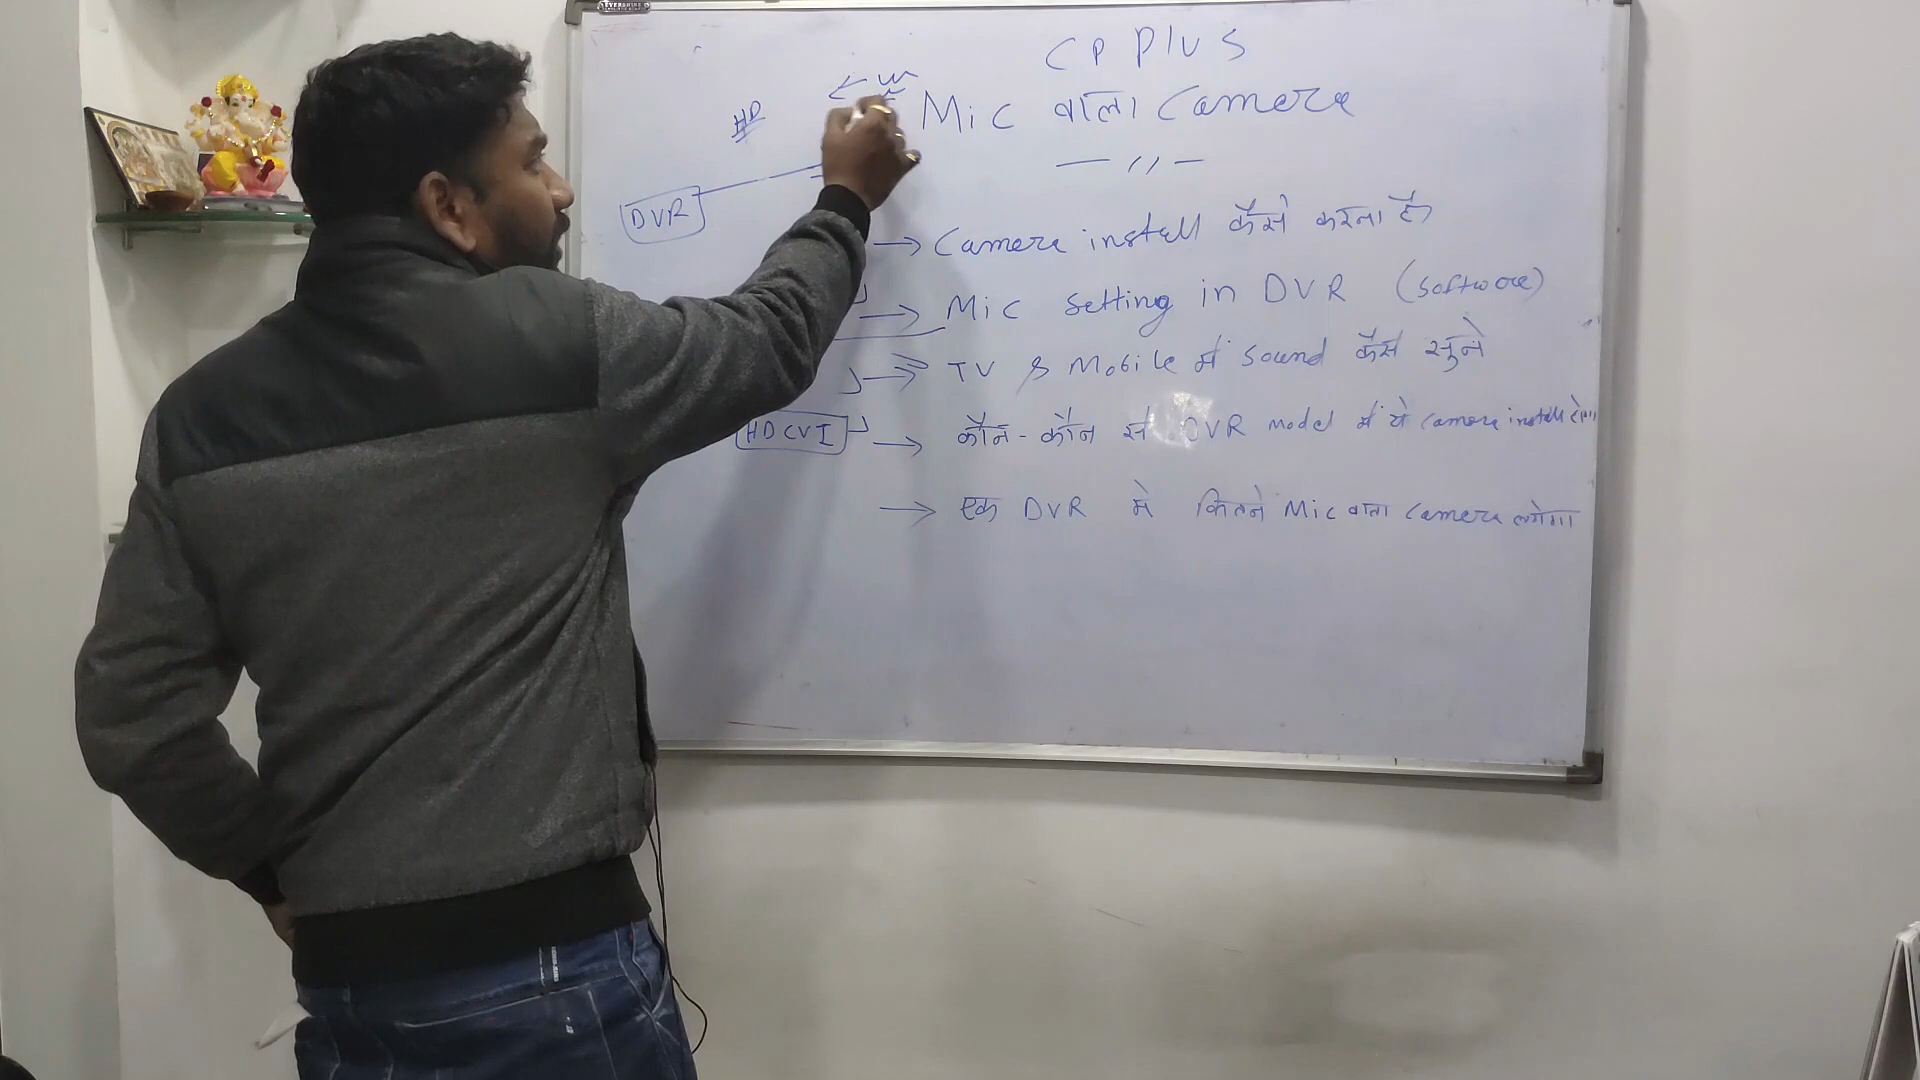 EVERSHINE
CP PLUS
HD
Mic वाला Camera
— ,, —
DVR
→ Camera install कैसे करना है
→ Mic setting in DVR (software)
→ TV & Mobile में sound कैसे सुने
HDCVI
→ कौन-कौन से DVR model में ये camera install होगा
→ एक DVR मे कितने Mic वाला Camera लगेगा